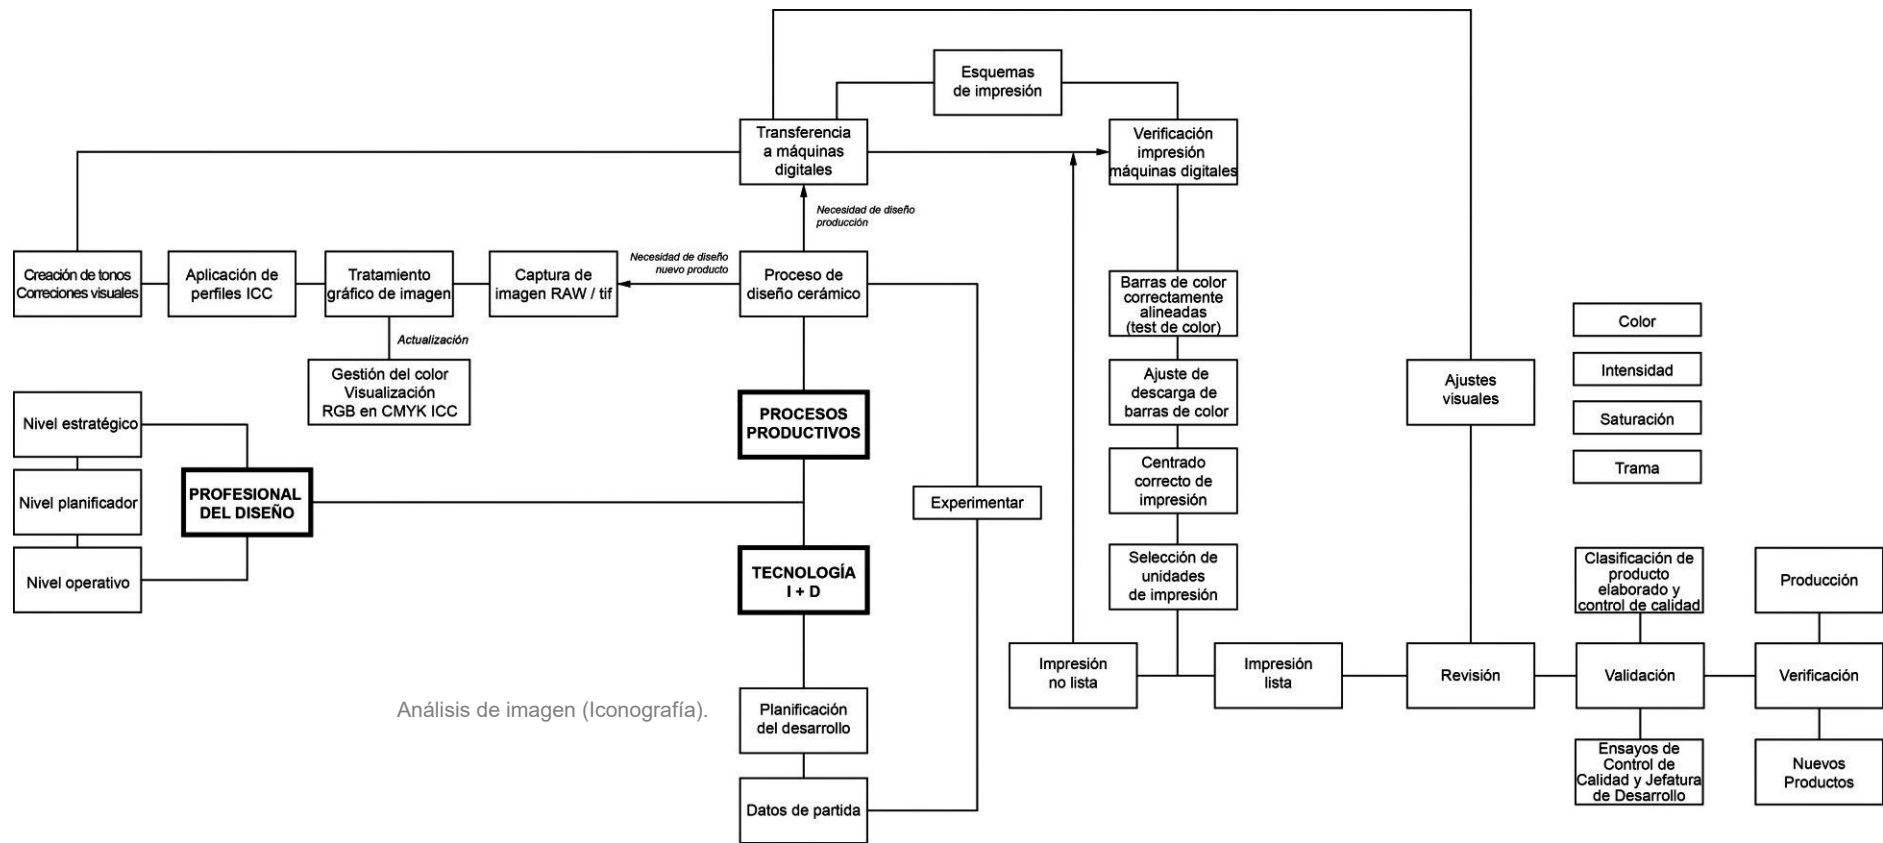 Esquemas
de impresión
Transferencia
a máquinas
digitales
Verificación
impresión
máquinas digitales
Necesidad de diseño
producción
Creación de tonos
Correciones visuales
Aplicación de
perfiles ICC
Tratamiento
gráfico de imagen
Captura de
imagen RAW / tif
Necesidad de diseño
nuevo producto
Proceso de
diseño cerámico
Barras de color
correctamente
alineadas
(test de color)
Color
Intensidad
Saturación
Trama
Actualización
Gestión del color
Visualización
RGB en CMYK ICC
Ajuste de
descarga de
barras de color
Ajustes
visuales
Nivel estratégico
Nivel planificador
Nivel operativo
PROFESIONAL
DEL DISEÑO
PROCESOS
PRODUCTIVOS
Centrado
correcto de
impresión
Experimentar
TECNOLOGÍA
I + D
Selección de
unidades
de impresión
Clasificación de
producto
elaborado y
control de calidad
Producción
Impresión
no lista
Impresión
lista
Revisión
Validación
Verificación
Análisis de imagen (Iconografía).
Planificación
del desarrollo
Ensayos de
Control de
Calidad y Jefatura
de Desarrollo
Nuevos
Productos
Datos de partida